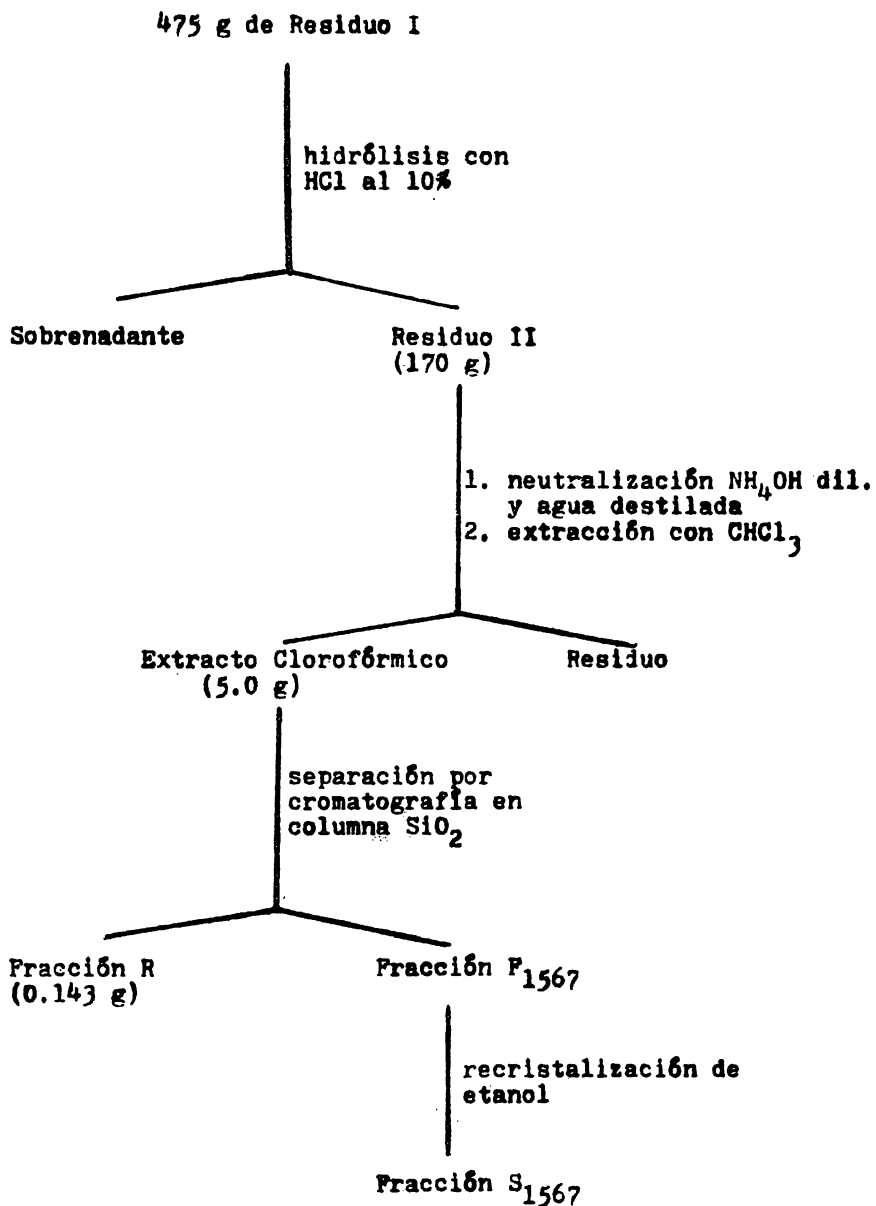 475 g de Residuo I
hidrólisis con
HCl al 10%
Sobrenadante
Residuo II
(170 g)
1. neutralización NH₄OH dil.
y agua destilada
2. extracción con CHCl₃
Extracto Clorofórmico
(5.0 g)
Residuo
separación por
cromatografía en
columna SiO₂
Fracción R
(0.143 g)
Fracción F₁₅₆₇
recristalización de
etanol
Fracción S₁₅₆₇